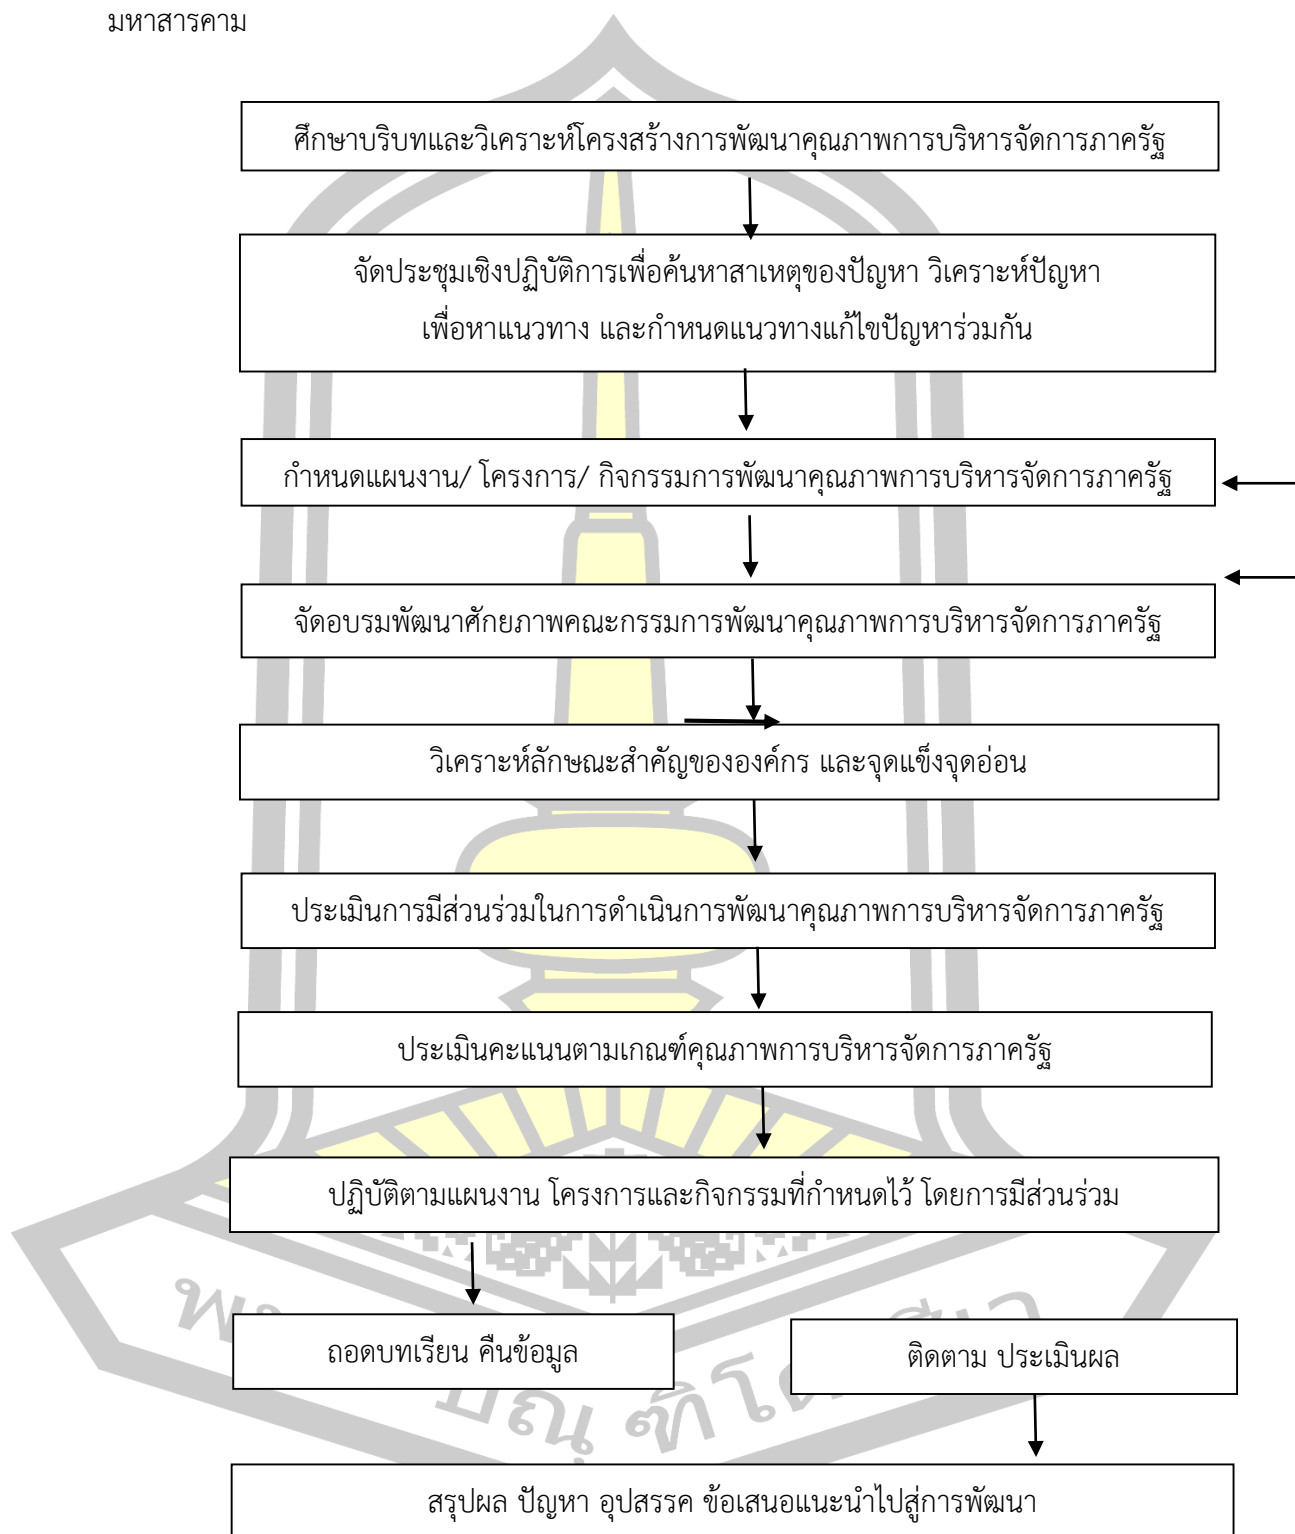 มหาสารคาม
ศึกษาบริบทและวิเคราะห์โครงสร้างการพัฒนาคุณภาพการบริหารจัดการภาครัฐ
จัดประชุมเชิงปฏิบัติการเพื่อค้นหาสาเหตุของปัญหา วิเคราะห์ปัญหา
เพื่อหาแนวทาง และกำหนดแนวทางแก้ไขปัญหาร่วมกัน
กำหนดแผนงาน/ โครงการ/ กิจกรรมการพัฒนาคุณภาพการบริหารจัดการภาครัฐ
จัดอบรมพัฒนาศักยภาพคณะกรรมการพัฒนาคุณภาพการบริหารจัดการภาครัฐ
วิเคราะห์ลักษณะสำคัญขององค์กร และจุดแข็งจุดอ่อน
ประเมินการมีส่วนร่วมในการดำเนินการพัฒนาคุณภาพการบริหารจัดการภาครัฐ
ประเมินคะแนนตามเกณฑ์คุณภาพการบริหารจัดการภาครัฐ
ปฏิบัติตามแผนงาน โครงการและกิจกรรมที่กำหนดไว้ โดยการมีส่วนร่วม
ถอดบทเรียน คืนข้อมูล
ติดตาม ประเมินผล
สรุปผล ปัญหา อุปสรรค ข้อเสนอแนะนำไปสู่การพัฒนา